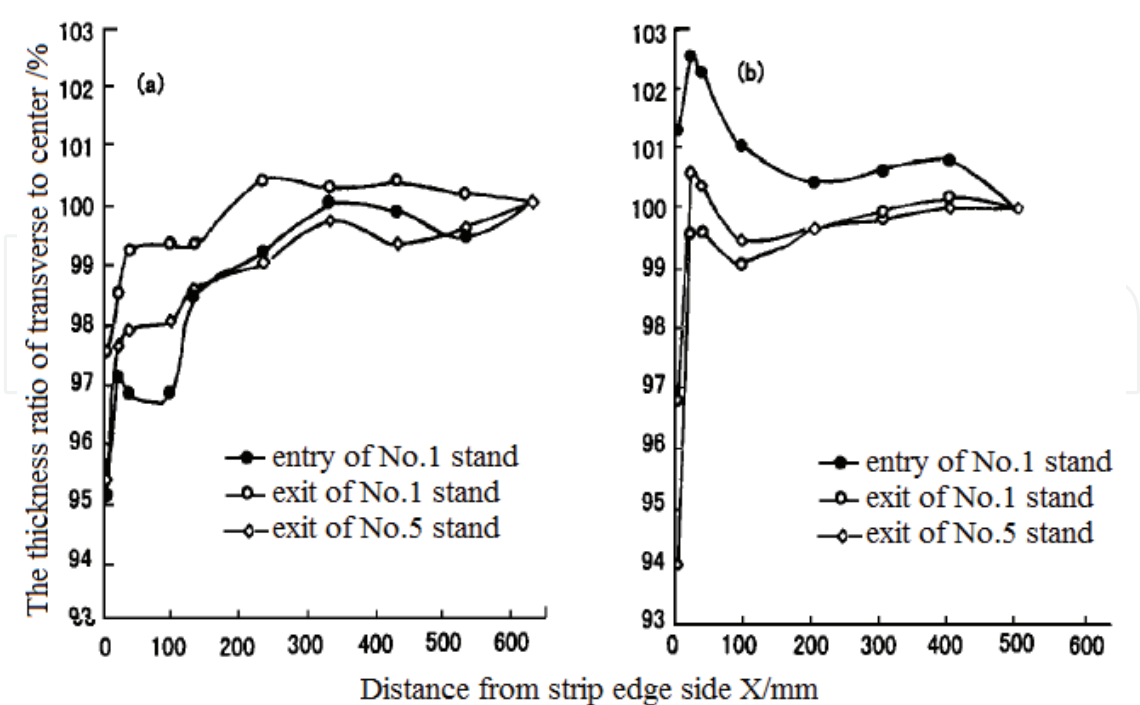 The thickness ratio of transverse to center /%
103
102
101
100
99
98
97
96
95
94
93
(a)
entry of No.1 stand
exit of No.1 stand
exit of No.5 stand
0 100 200 300 400 500 600
103
102
101
100
99
98
97
96
95
94
93
(b)
entry of No.1 stand
exit of No.1 stand
exit of No.5 stand
0 100 200 300 400 500 600
Distance from strip edge side X/mm